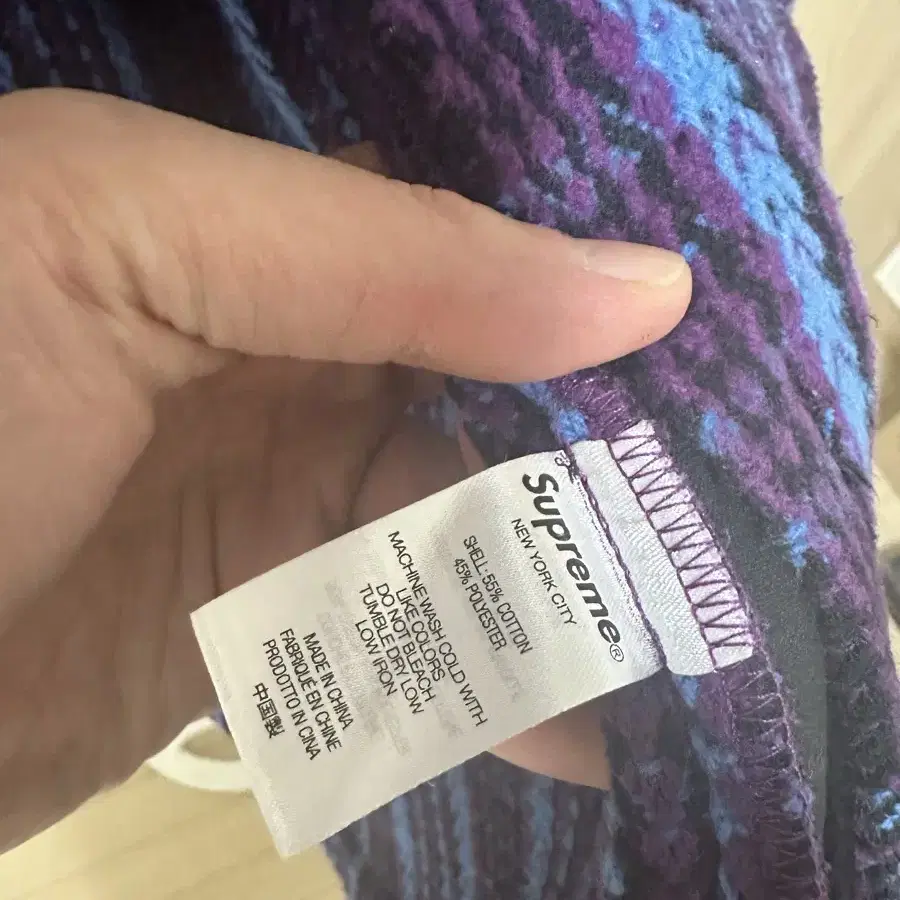 Supreme®
NEW YORK CITY
SHELL: 55% COTTON
45% POLYESTER
MACHINE WASH COLD WITH
LIKE COLORS
DO NOT BLEACH
TUMBLE DRY LOW
LOW IRON
MADE IN CHINA
FABRIQUÉ EN CHINE
PRODOTTO IN CINA
中国製